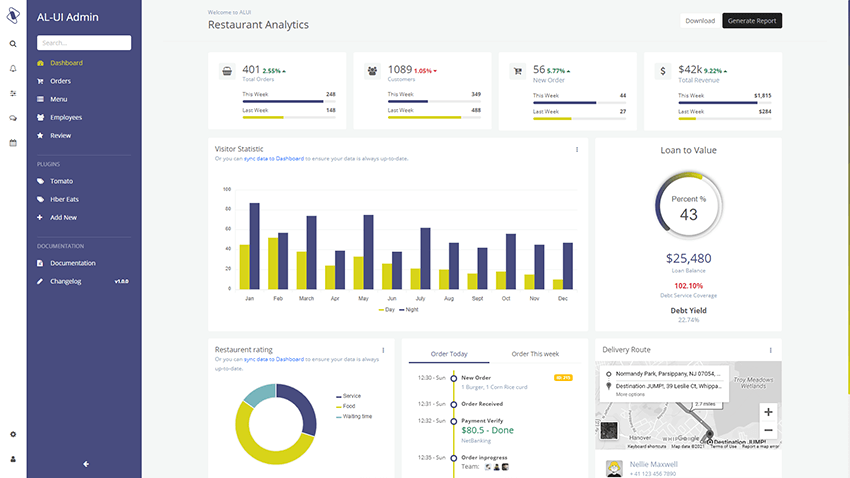 AL-UI Admin
Search...
Dashboard
Orders
Menu
Employees
Review
PLUGINS
Tomato
Hber Eats
Add New
DOCUMENTATION
Documentation
Changelog v1.0.0
Welcome to ALUI
Restaurant Analytics
Download
Generate Report
401 2.55%
Total Orders
This Week 248
Last Week 148
1089 1.05%
Customers
This Week 349
Last Week 488
56 5.77%
New Order
This Week 44
Last Week 27
$ $42k 9.22%
Total Revenue
This Week $1,815
Last Week $284
Visitor Statistic
Or you can sync data to Dashboard to ensure your data is always up-to-date.
100
80
60
40
20
0
Jan Feb March Apr May Jun July Aug Sept Oct Nov Dec
Day Night
Loan to Value
Percent %
43
$25,480
Loan Balance
102.10%
Debt Service Coverage
Debt Yield
22.74%
Restaurent rating
Or you can sync data to Dashboard to ensure your data is always
up-to-date.
Service
Food
Waiting time
Order Today Order This week
12:30 - Sun New Order
1 Burger, 1 Corn Rice curd
12:31 - Sun Order Received
12:32 - Sun Payment Verify
$80.5 - Done
NetBanking
12:35 - Sun Order inprogress
Team:
Delivery Route
Normandy Park, Parsippany, NJ 07054, ...
Destination JUMP!, 39 Leslie Ct, Whippa...
More options
Troy Meadows
Wetlands
2.7 miles
+
−
Hanover
Google
Destination JUMP!
Keyboard shortcuts Map data ©2021 Terms of Use Report a map error
Nellie Maxwell
+ 41 123 456 7890